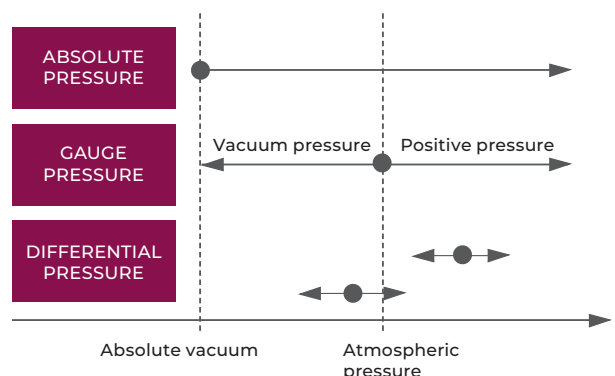 ABSOLUTE
PRESSURE
GAUGE
PRESSURE
Vacuum pressure
Positive pressure
DIFFERENTIAL
PRESSURE
Absolute vacuum
Atmospheric
pressure